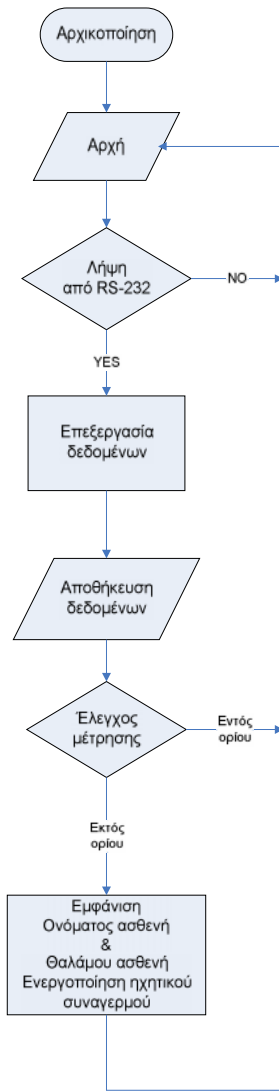 Αρχικοποίηση
Αρχή
Λήψη
από RS-232
NO
YES
Επεξεργασία
δεδομένων
Αποθήκευση
δεδομένων
Έλεγχος
μέτρησης
Εντός
ορίου
Εκτός
ορίου
Εμφάνιση
Ονόματος ασθενή
&
Θαλάμου ασθενή
Ενεργοποίηση ηχητικού
συναγερμού